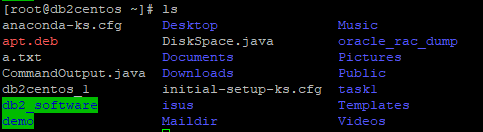 [root@db2centos ~]# ls
anaconda-ks.cfg Desktop Music
apt.deb DiskSpace.java oracle_rac_dump
a.txt Documents Pictures
CommandOutput.java Downloads Public
db2centos_l initial-setup-ks.cfg task1
db2_software isus Templates
demo Maildir Videos